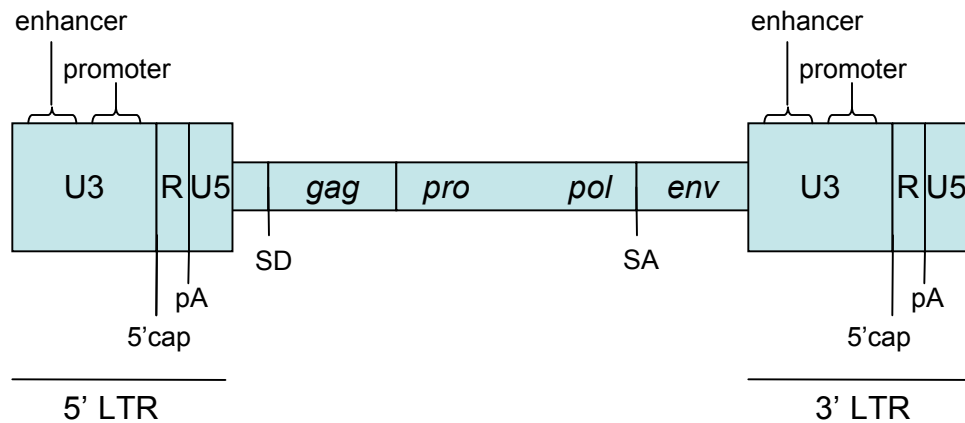 enhancer enhancer
promoter promoter
U3 R U5 gag pro pol env U3 R U5
SD SA
pA pA
5’cap 5’cap
5’ LTR 3’ LTR